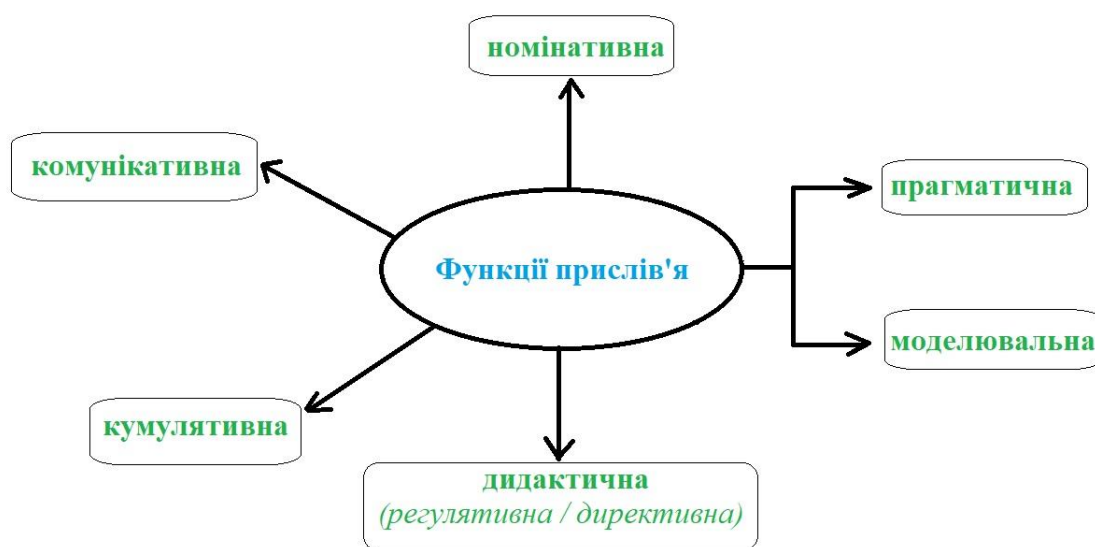 номінативна
комунікативна
прагматична
Функції прислів'я
моделювальна
кумулятивна
дидактична
(регулятивна / директивна)